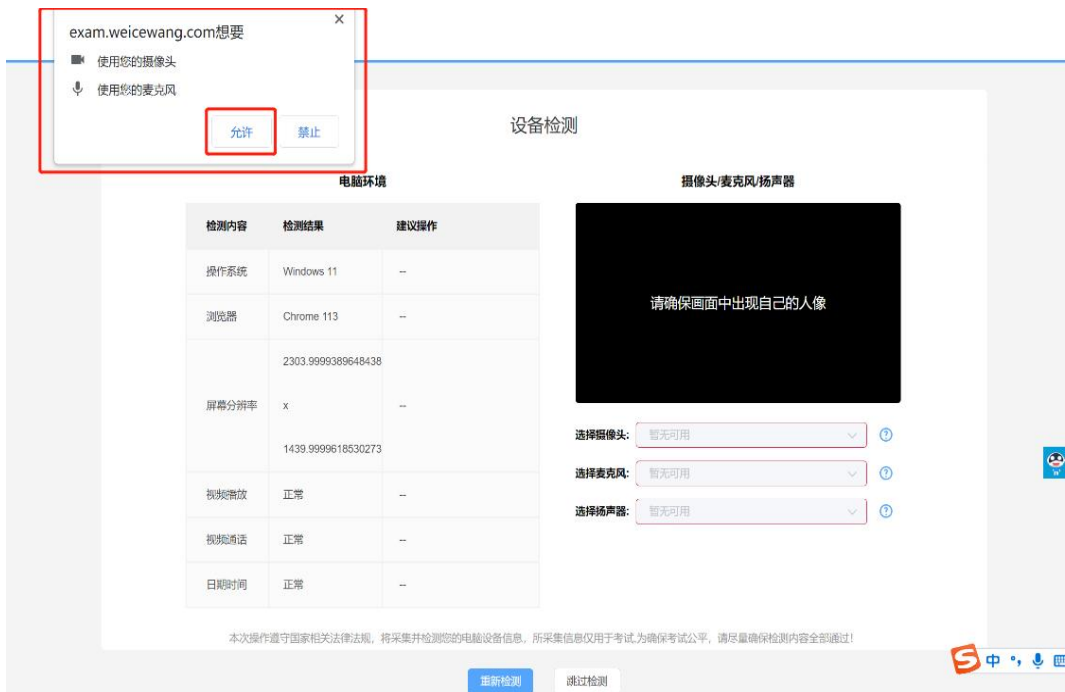 exam.weicewang.com想要
使用您的摄像头
使用您的麦克风
允许
禁止
设备检测
电脑环境
检测内容
检测结果
建议操作
操作系统
Windows 11
--
浏览器
Chrome 113
--
屏幕分辨率
2303.9999389648438
x
1439.9999618530273
--
视频播放
正常
--
视频通话
正常
--
日期时间
正常
--
摄像头/麦克风/扬声器
请确保画面中出现自己的人像
选择摄像头:
暂无可用
选择麦克风:
暂无可用
选择扬声器:
暂无可用
本次操作遵守国家相关法律法规，将采集并检测您的电脑设备信息，所采集信息仅用于考试,为确保考试公平，请尽量确保检测内容全部通过！
重新检测
跳过检测
中